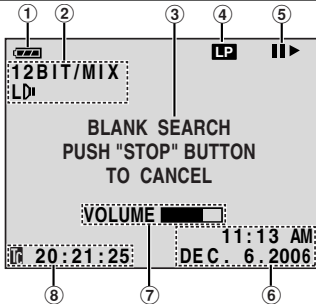 ① ② ③ ④ ⑤
LP
12BIT/MIX
L
BLANK SEARCH
PUSH "STOP" BUTTON
TO CANCEL
VOLUME
11:13 AM
20:21:25 DEC. 6.2006
⑧ ⑦ ⑥